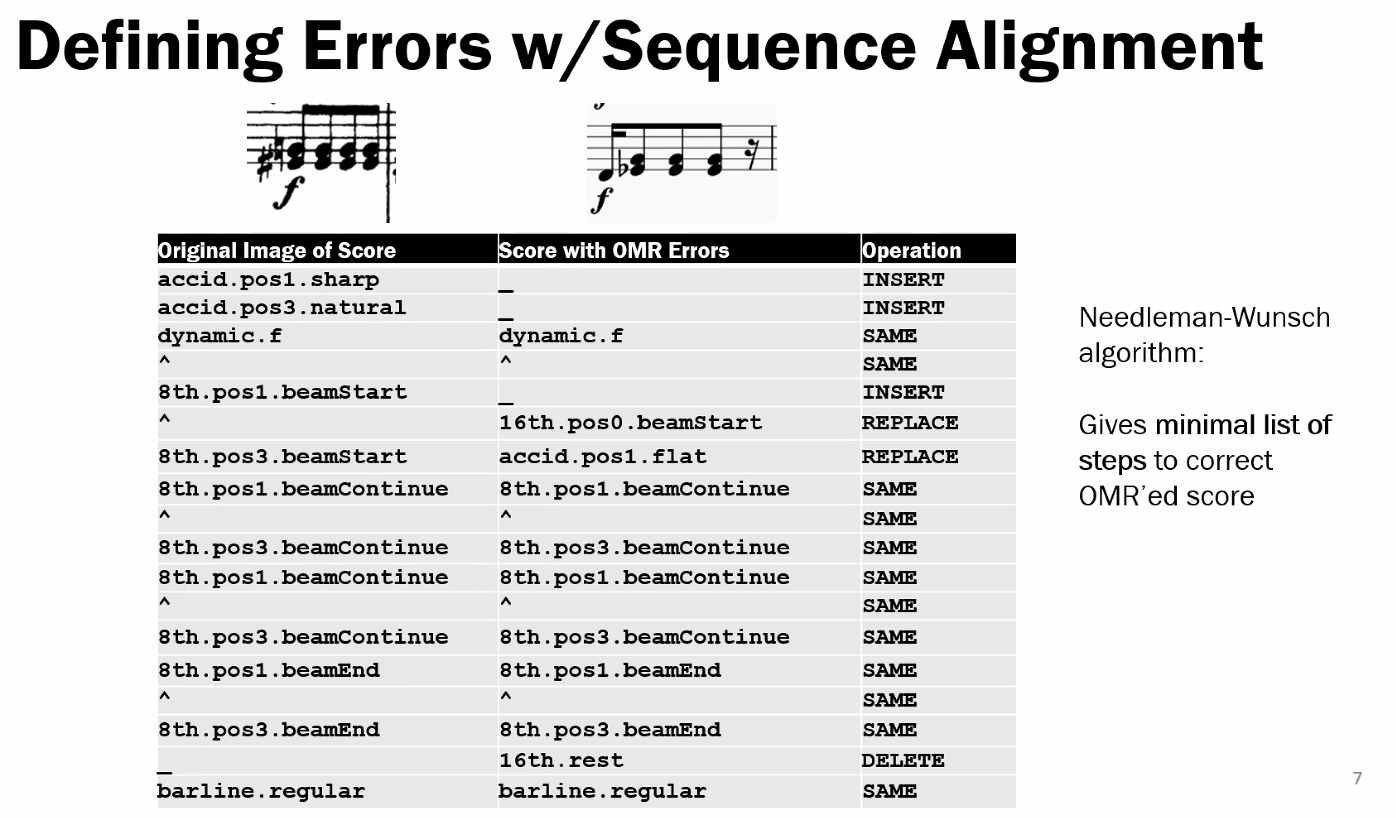 Defining Errors w/Sequence Alignment
f
f
Original Image of Score Score with OMR Errors Operation
accid.pos1.sharp _ INSERT
accid.pos3.natural _ INSERT
dynamic.f dynamic.f SAME
^ ^ SAME
8th.pos1.beamStart _ INSERT
^ 16th.pos0.beamStart REPLACE
8th.pos3.beamStart accid.pos1.flat REPLACE
8th.pos1.beamContinue 8th.pos1.beamContinue SAME
^ ^ SAME
8th.pos3.beamContinue 8th.pos3.beamContinue SAME
8th.pos1.beamContinue 8th.pos1.beamContinue SAME
^ ^ SAME
8th.pos3.beamContinue 8th.pos3.beamContinue SAME
8th.pos1.beamEnd 8th.pos1.beamEnd SAME
^ ^ SAME
8th.pos3.beamEnd 8th.pos3.beamEnd SAME
_ 16th.rest DELETE
barline.regular barline.regular SAME
Needleman-Wunsch
algorithm:
Gives minimal list of
steps to correct
OMR’ed score
7